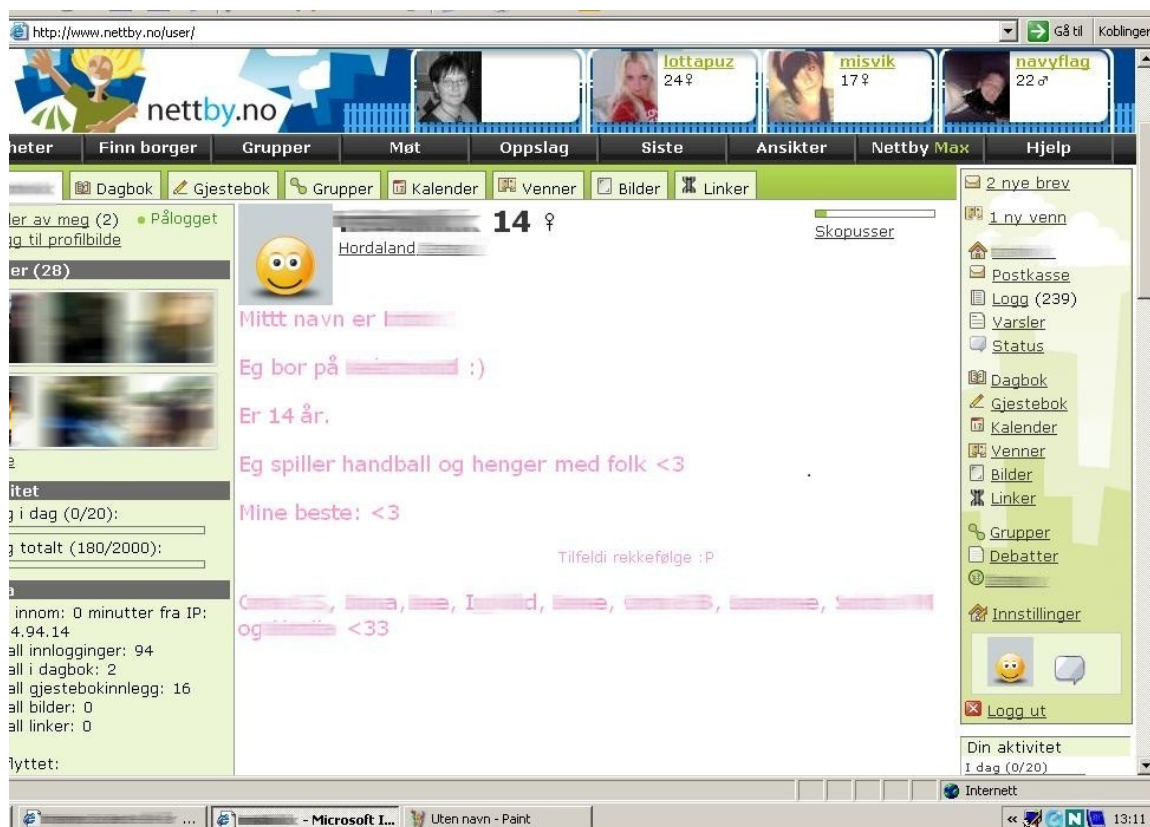 http://www.nettby.no/user/
Gå til
Koblinger
nettby.no
lottapuz
24♀
misvik
17♀
navyflag
22♂
heter Finn borger Grupper Møt Oppslag Siste Ansikter Nettby Max Hjelp
Dagbok Gjestebok Grupper Kalender Venner Bilder Linker
ler av meg (2) Pålogget
gg til profilbilde
er (28)
itet
g i dag (0/20):
g totalt (180/2000):
a
innom: 0 minutter fra IP:
4.94.14
all innlogginger: 94
all i dagbok: 2
all gjestebokinnlegg: 16
all bilder: 0
all linker: 0
flyttet:
14 ♀
Hordaland
Skopusser
Mittt navn er
Eg bor på :)
Er 14 år.
Eg spiller handball og henger med folk <3
Mine beste: <3
Tilfeldi rekkefølge :P
og <33
2 nye brev
1 ny venn
Postkasse
Logg (239)
Varsler
Status
Dagbok
Gjestebok
Kalender
Venner
Bilder
Linker
Grupper
Debatter
Innstillinger
Logg ut
Din aktivitet
I dag (0/20)
Internett
... - Microsoft I... Uten navn - Paint « N 13:11